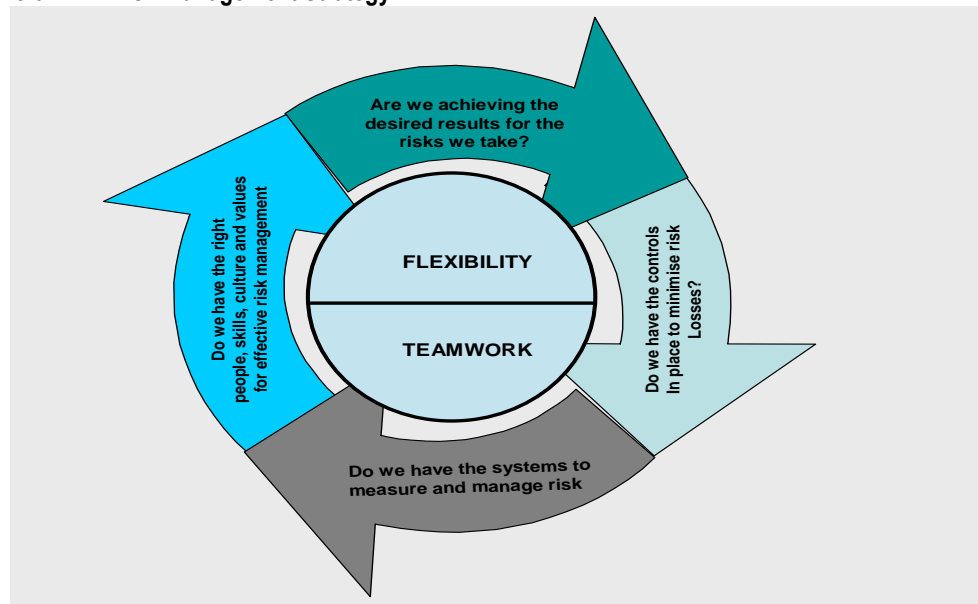 Are we achieving the
desired results for the
risks we take?
Do we have the controls
In place to minimise risk
Losses?
Do we have the systems to
measure and manage risk
Do we have the right
people, skills, culture and values
for effective risk management
FLEXIBILITY
TEAMWORK